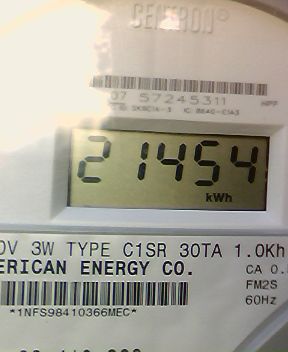 CENTRON®
07 57245311
21454
kWh
0V 3W TYPE C1SR 30TA 1.0Kh
ERICAN ENERGY CO.
CA 0.
FM2S
60Hz
*1NFS98410366MEC*